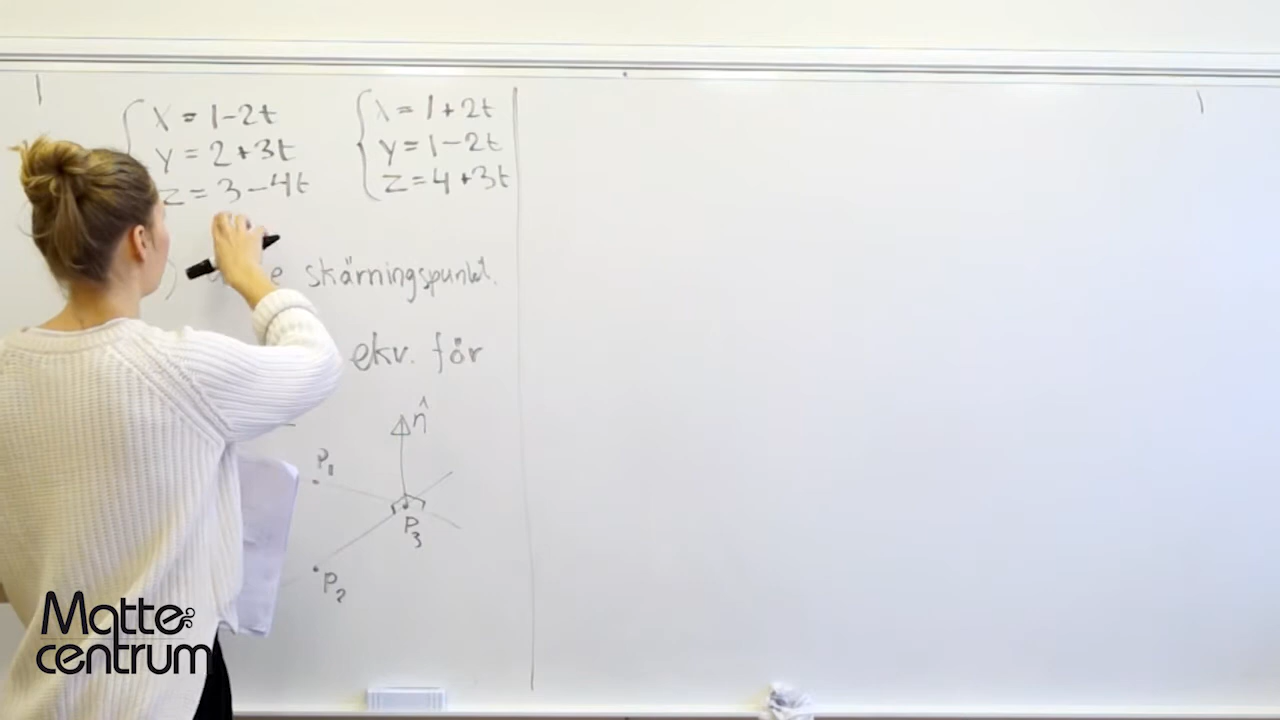 x = 1-2t
y = 2+3t
z = 3-4t
x = 1+2t
y = 1-2t
z = 4+3t
skärningspunkt.
ekv. för
n̂
P₁
P₃
P₂
Matte
centrum